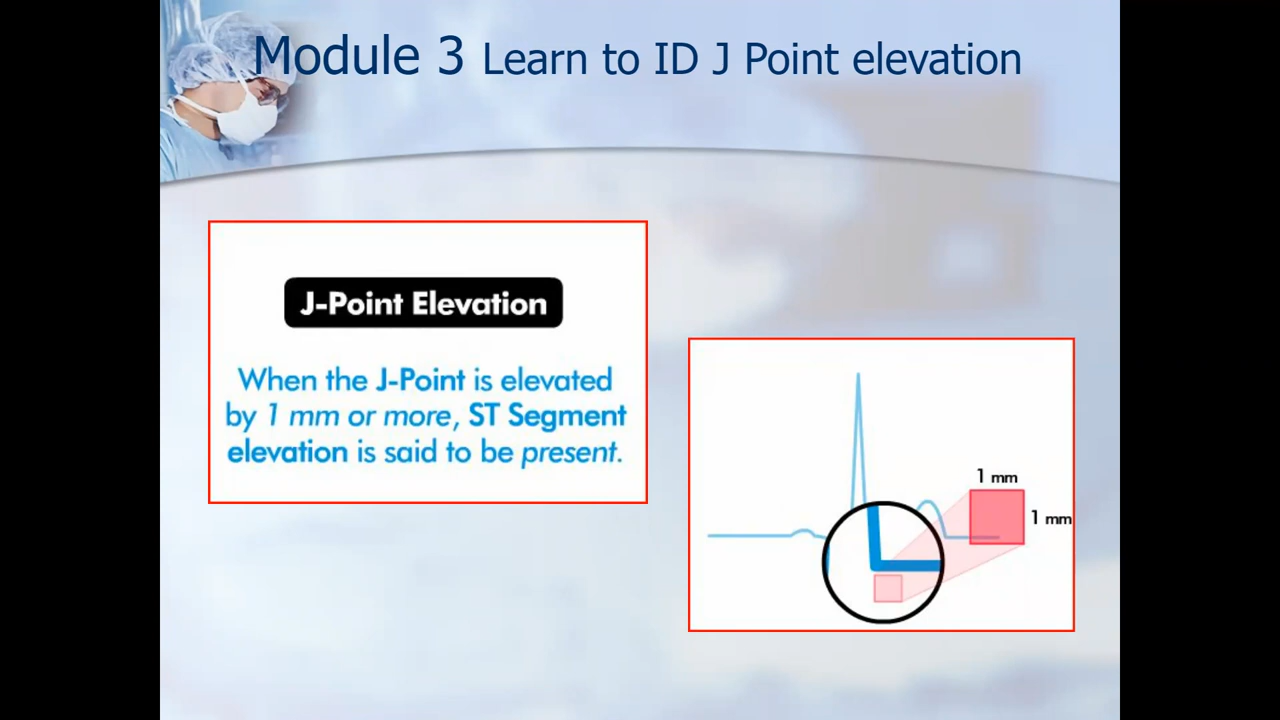 Module 3 Learn to ID J Point elevation
J-Point Elevation
When the J-Point is elevated
by 1 mm or more, ST Segment
elevation is said to be present.
1 mm
1 mm